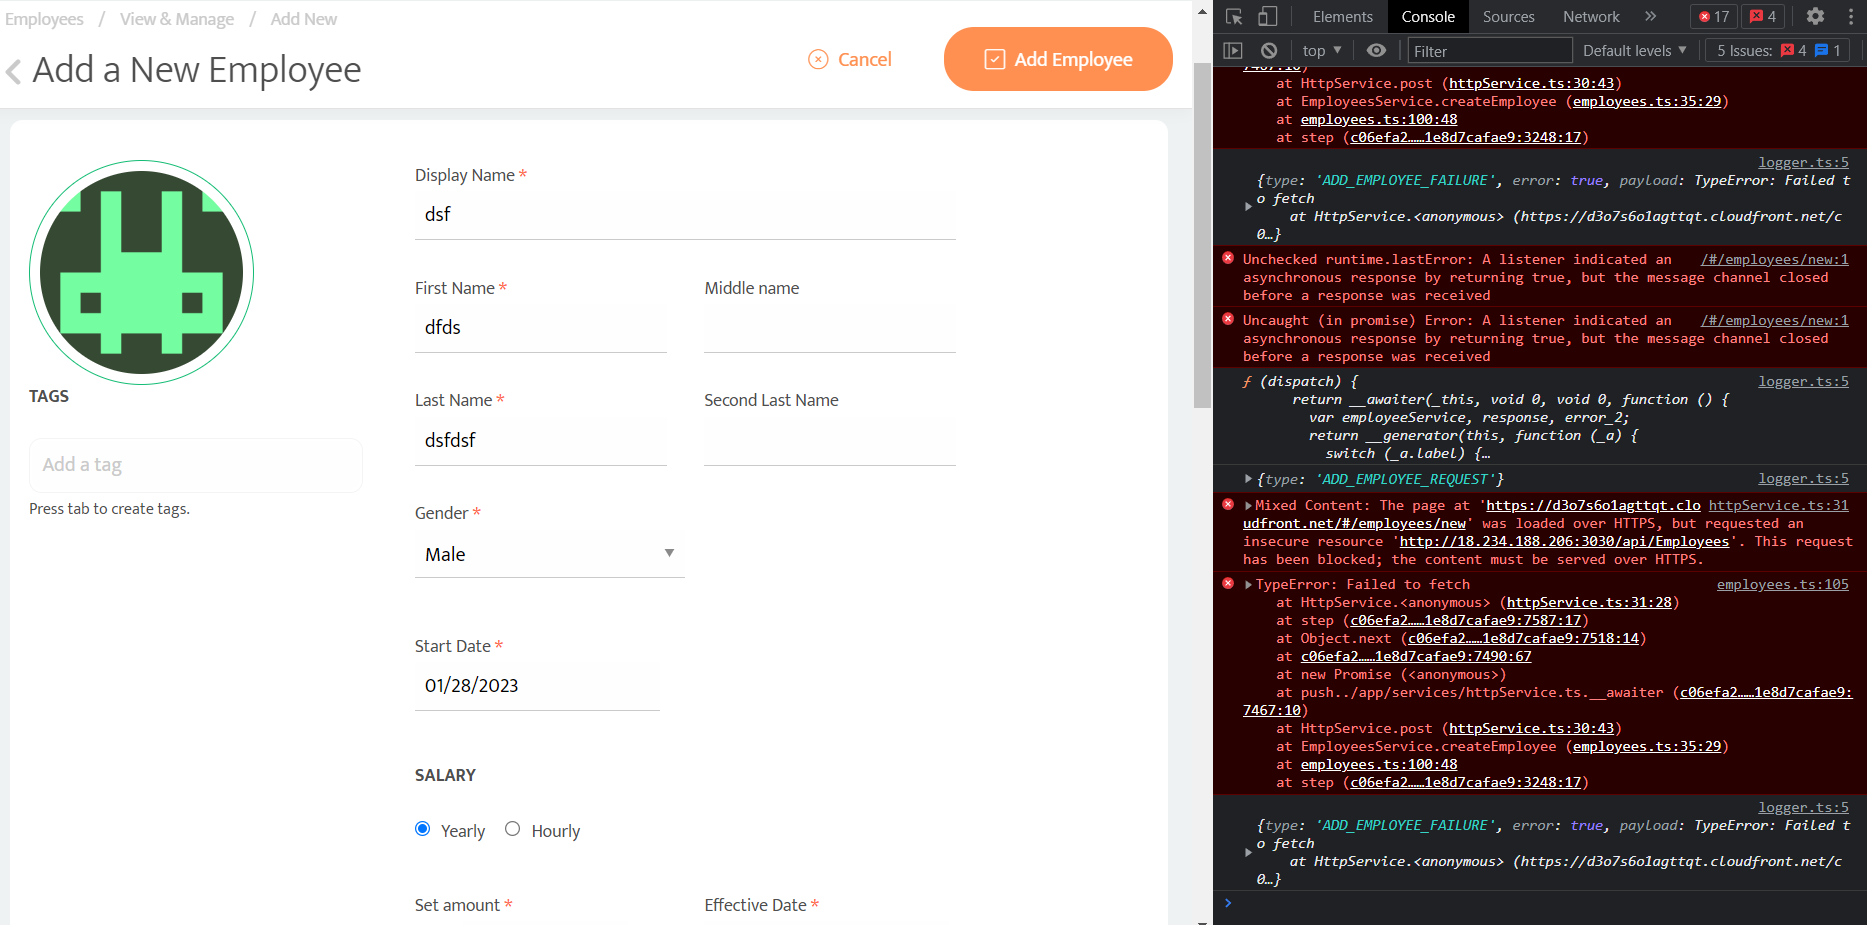 Employees / View & Manage / Add New
Add a New Employee
Cancel
Add Employee
TAGS
Add a tag
Press tab to create tags.
Display Name *
dsf
First Name *
Middle name
dfds
Last Name *
Second Last Name
dsfdsf
Gender *
Male
Start Date *
01/28/2023
SALARY
Yearly
Hourly
Set amount *
Effective Date *
Elements
Console
Sources
Network
17
4
top
Filter
Default levels
5 Issues: 4 1
7467:10)
at HttpService.post (httpService.ts:30:43)
at EmployeesService.createEmployee (employees.ts:35:29)
at employees.ts:100:48
at step (c06efa2……1e8d7cafae9:3248:17)
logger.ts:5
{type: 'ADD_EMPLOYEE_FAILURE', error: true, payload: TypeError: Failed t
o fetch
at HttpService.<anonymous> (https://d3o7s6o1agttqt.cloudfront.net/c
0…}
Unchecked runtime.lastError: A listener indicated an /#/employees/new:1
asynchronous response by returning true, but the message channel closed
before a response was received
Uncaught (in promise) Error: A listener indicated an /#/employees/new:1
asynchronous response by returning true, but the message channel closed
before a response was received
ƒ (dispatch) { logger.ts:5
return __awaiter(_this, void 0, void 0, function () {
var employeeService, response, error_2;
return __generator(this, function (_a) {
switch (_a.label) {…
{type: 'ADD_EMPLOYEE_REQUEST'} logger.ts:5
Mixed Content: The page at 'https://d3o7s6o1agttqt.clo httpService.ts:31
udfront.net/#/employees/new' was loaded over HTTPS, but requested an
insecure resource 'http://18.234.188.206:3030/api/Employees'. This request
has been blocked; the content must be served over HTTPS.
TypeError: Failed to fetch employees.ts:105
at HttpService.<anonymous> (httpService.ts:31:28)
at step (c06efa2……1e8d7cafae9:7587:17)
at Object.next (c06efa2……1e8d7cafae9:7518:14)
at c06efa2……1e8d7cafae9:7490:67
at new Promise (<anonymous>)
at push../app/services/httpService.ts.__awaiter (c06efa2……1e8d7cafae9:
7467:10)
at HttpService.post (httpService.ts:30:43)
at EmployeesService.createEmployee (employees.ts:35:29)
at employees.ts:100:48
at step (c06efa2……1e8d7cafae9:3248:17)
logger.ts:5
{type: 'ADD_EMPLOYEE_FAILURE', error: true, payload: TypeError: Failed t
o fetch
at HttpService.<anonymous> (https://d3o7s6o1agttqt.cloudfront.net/c
0…}